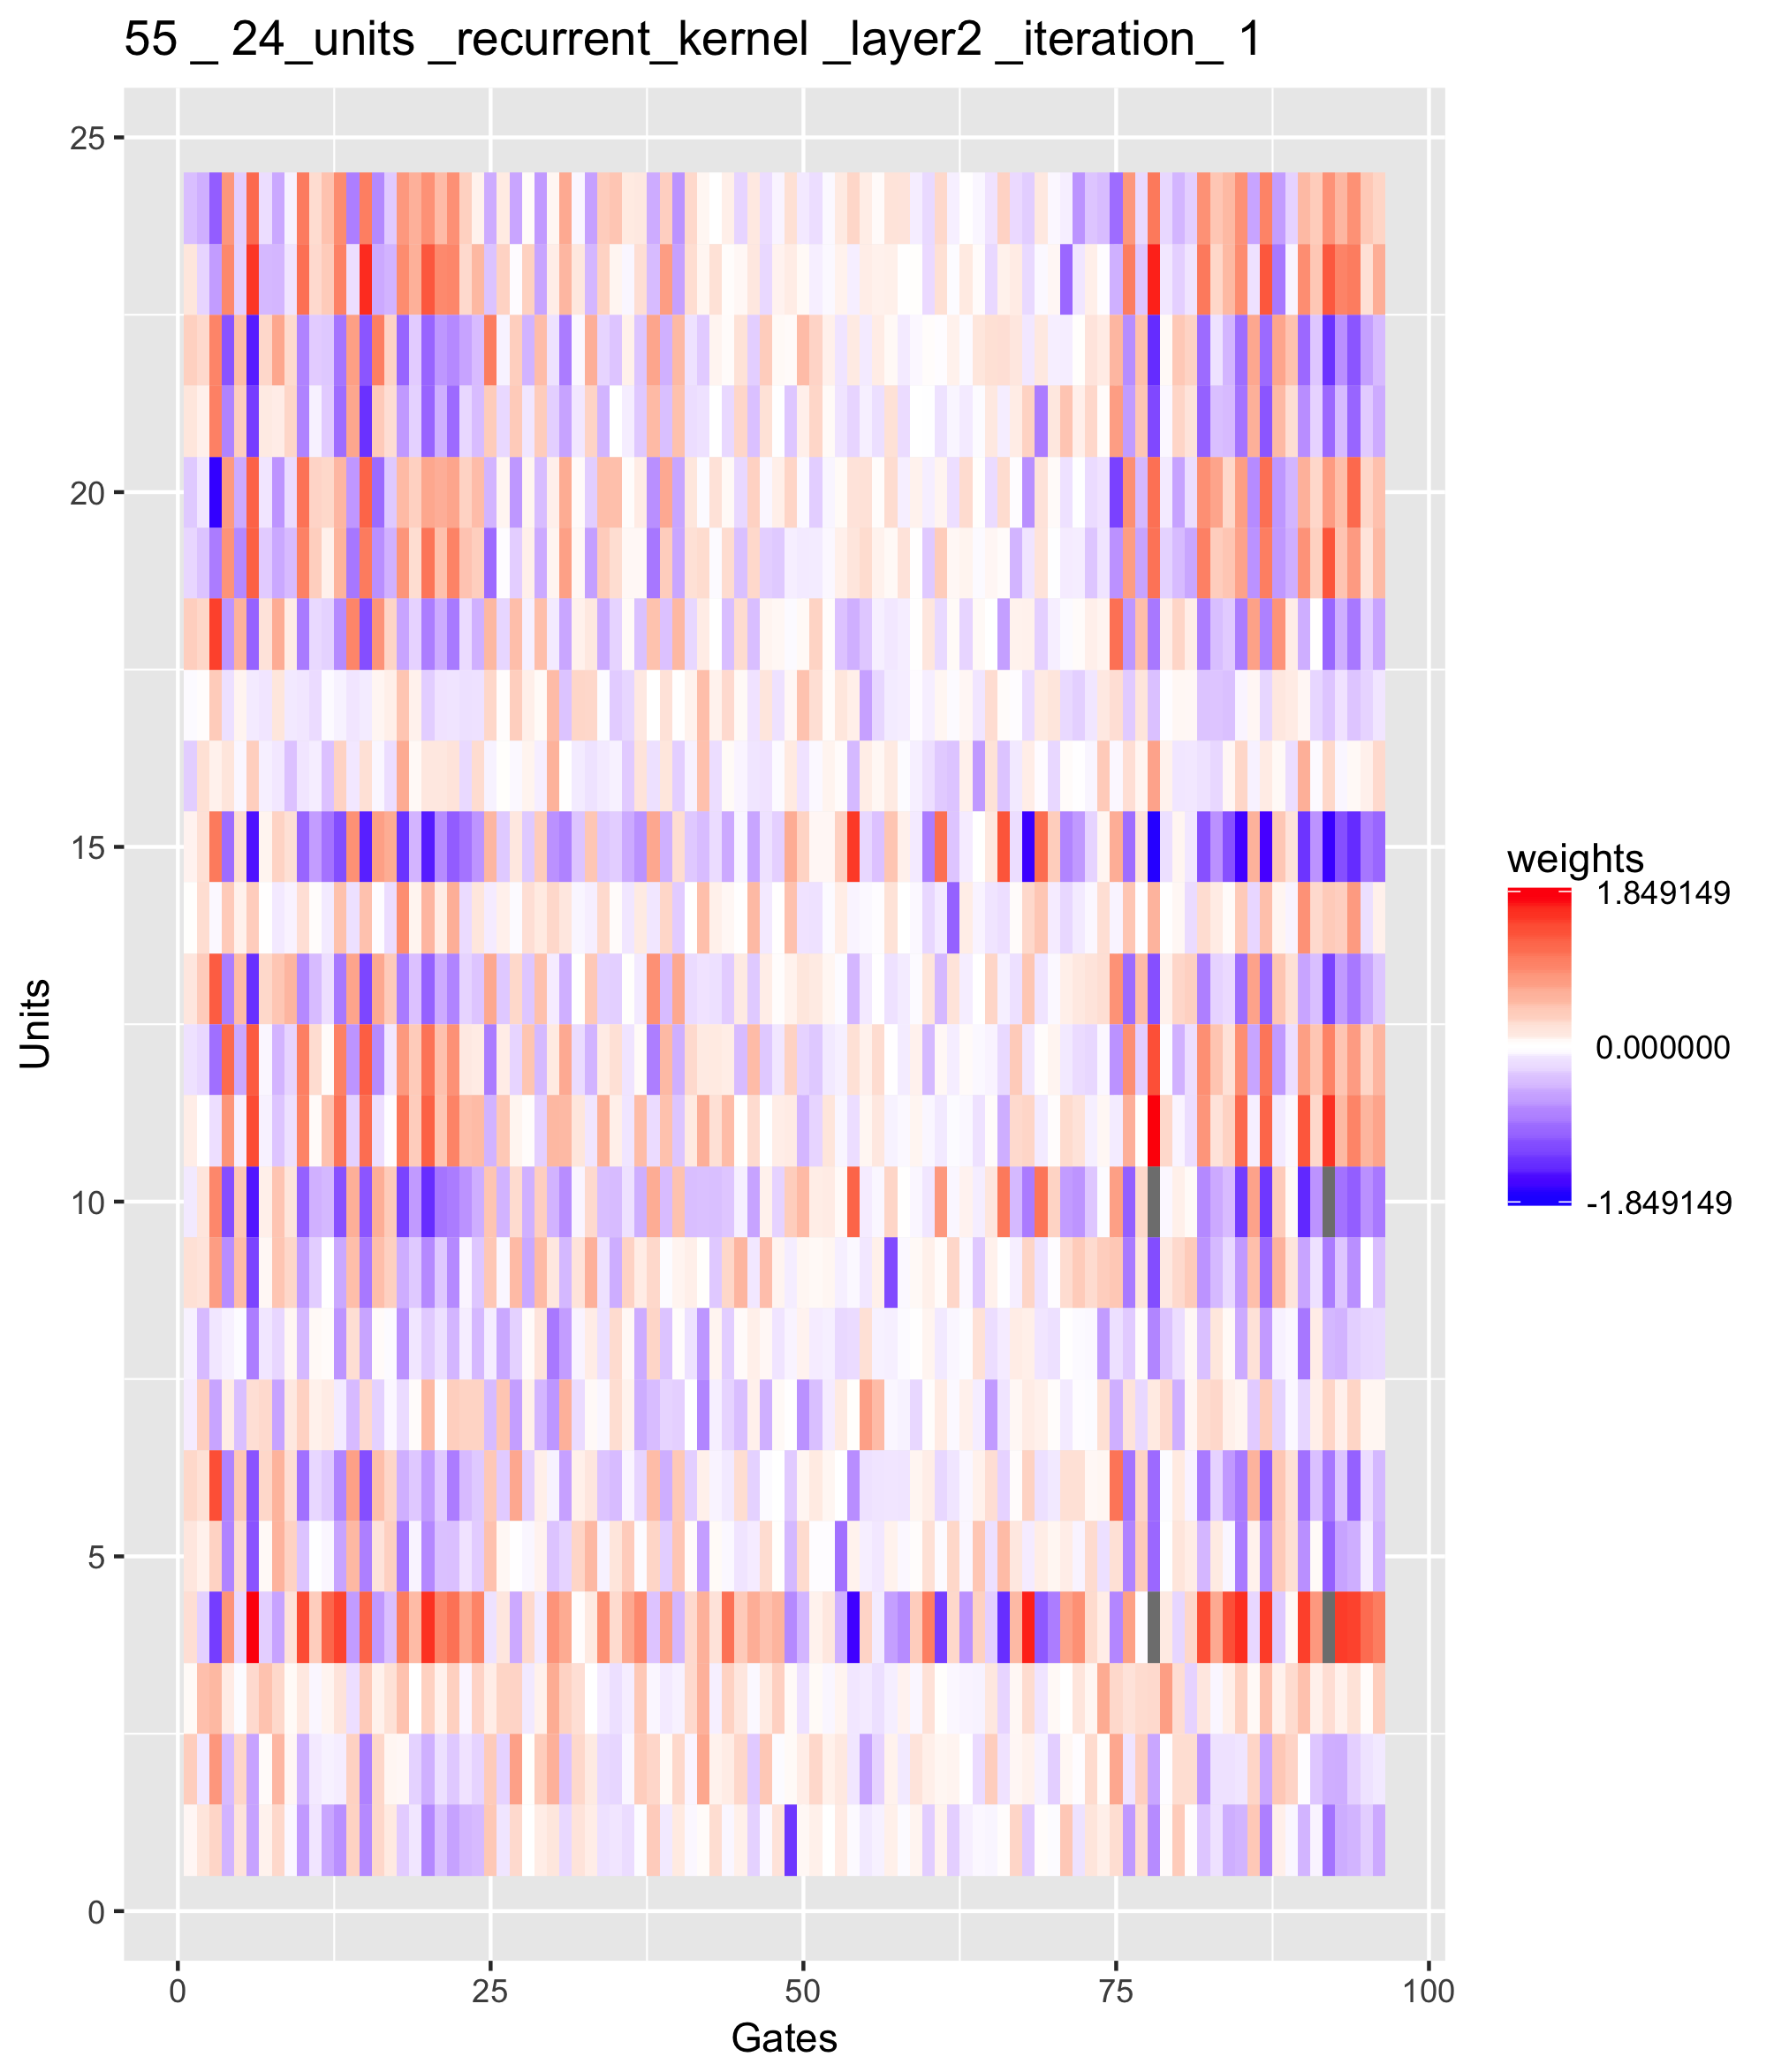 55 _ 24_units _recurrent_kernel _layer2 _iteration_ 1
25
20
15
10
5
0
Units
0 25 50 75 100
Gates
weights
1.849149
0.000000
-1.849149